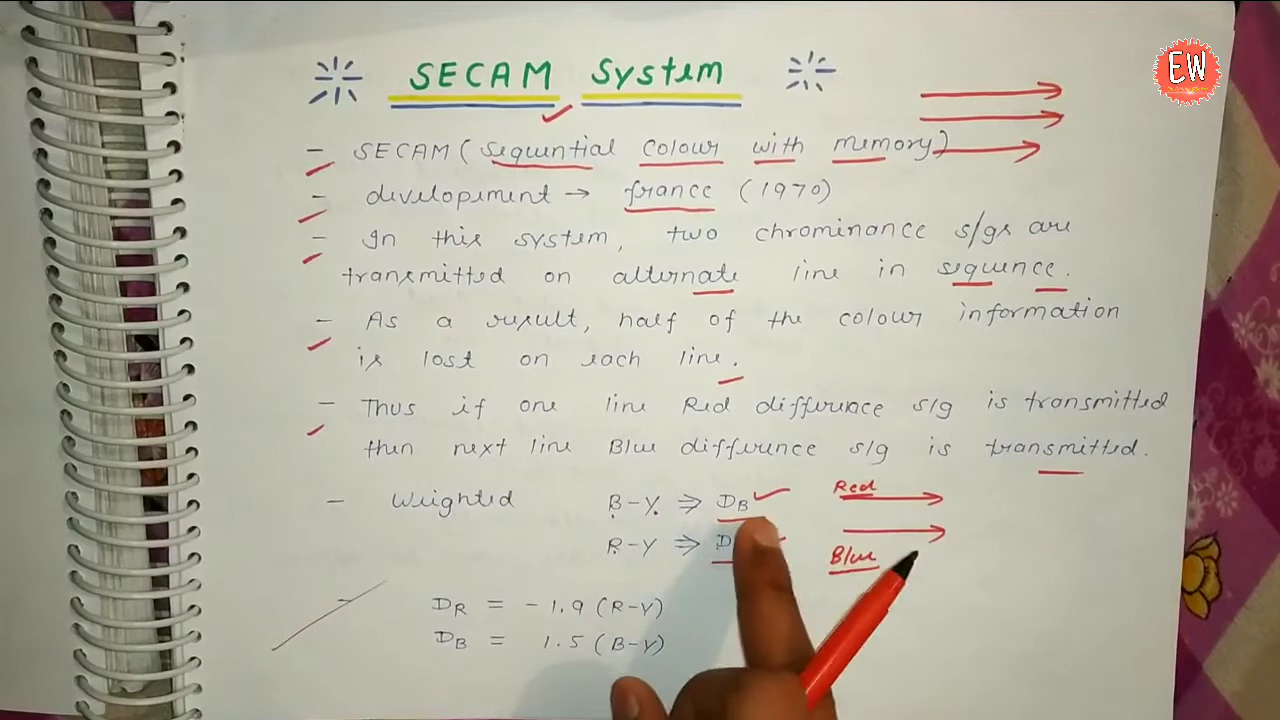 SECAM System
EW
- SECAM (sequential colour with memory)
- developement → france (1970)
- In this system, two chrominance s/gs are
transmitted on alternate line in sequence.
- As a result, half of the colour information
is lost on each line.
- Thus if one line Red difference s/g is transmitted
then next line Blue difference s/g is transmitted.
- Weighted B-Y ⇒ DB Red
R-Y ⇒ D
Blue
- DR = -1.9 (R-Y)
DB = 1.5 (B-Y)